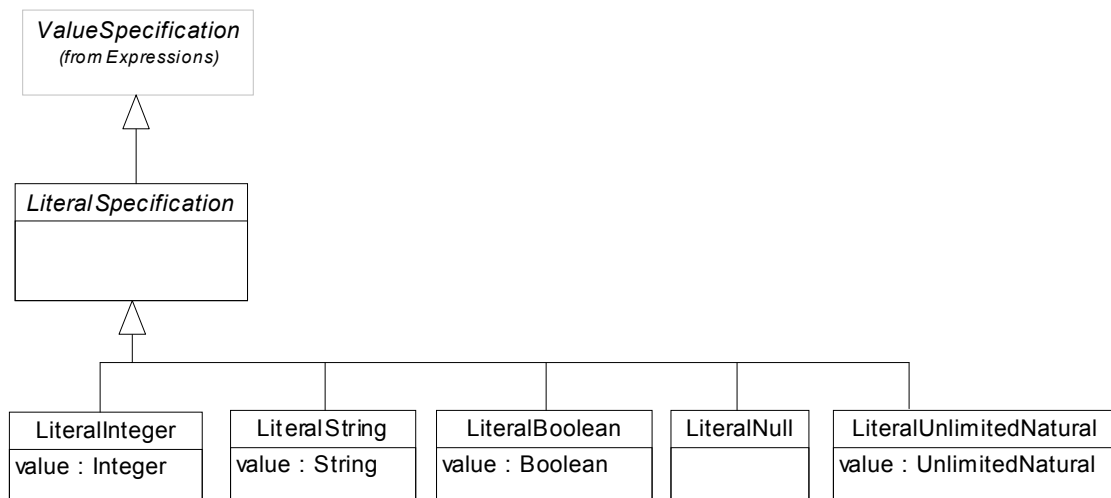 ValueSpecification
(from Expressions)
LiteralSpecification
LiteralInteger
value : Integer
LiteralString
value : String
LiteralBoolean
value : Boolean
LiteralNull
LiteralUnlimitedNatural
value : UnlimitedNatural